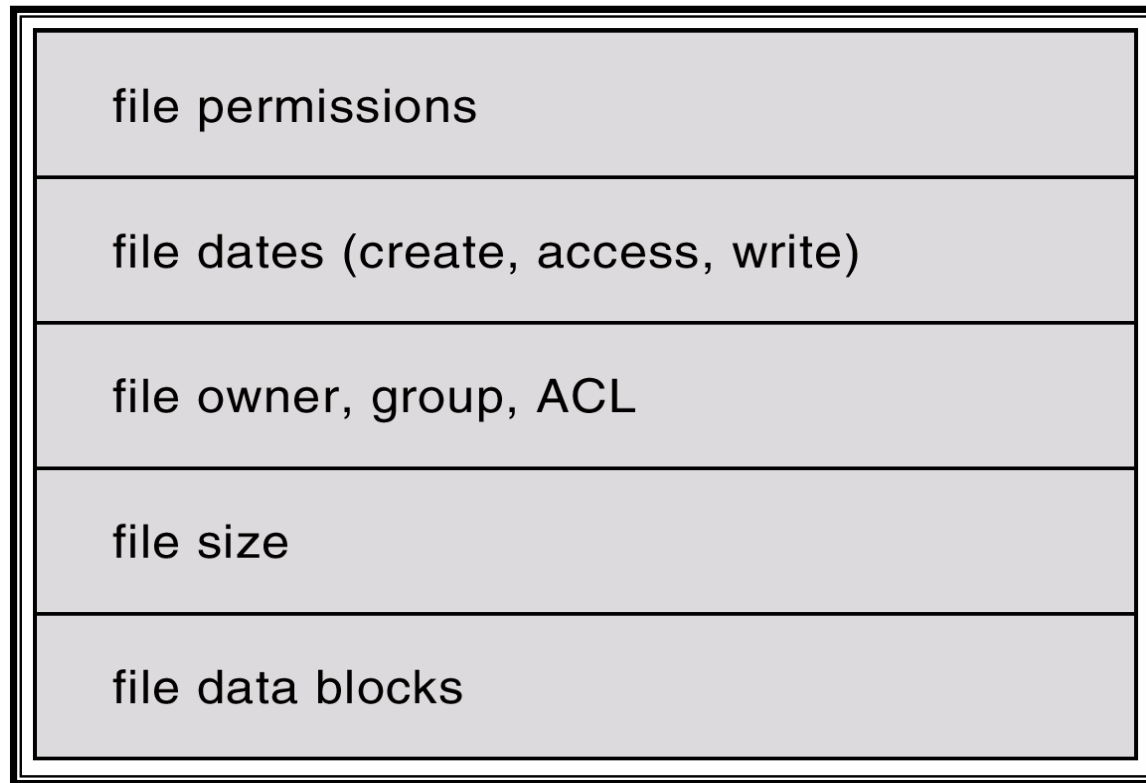 file permissions
file dates (create, access, write)
file owner, group, ACL
file size
file data blocks